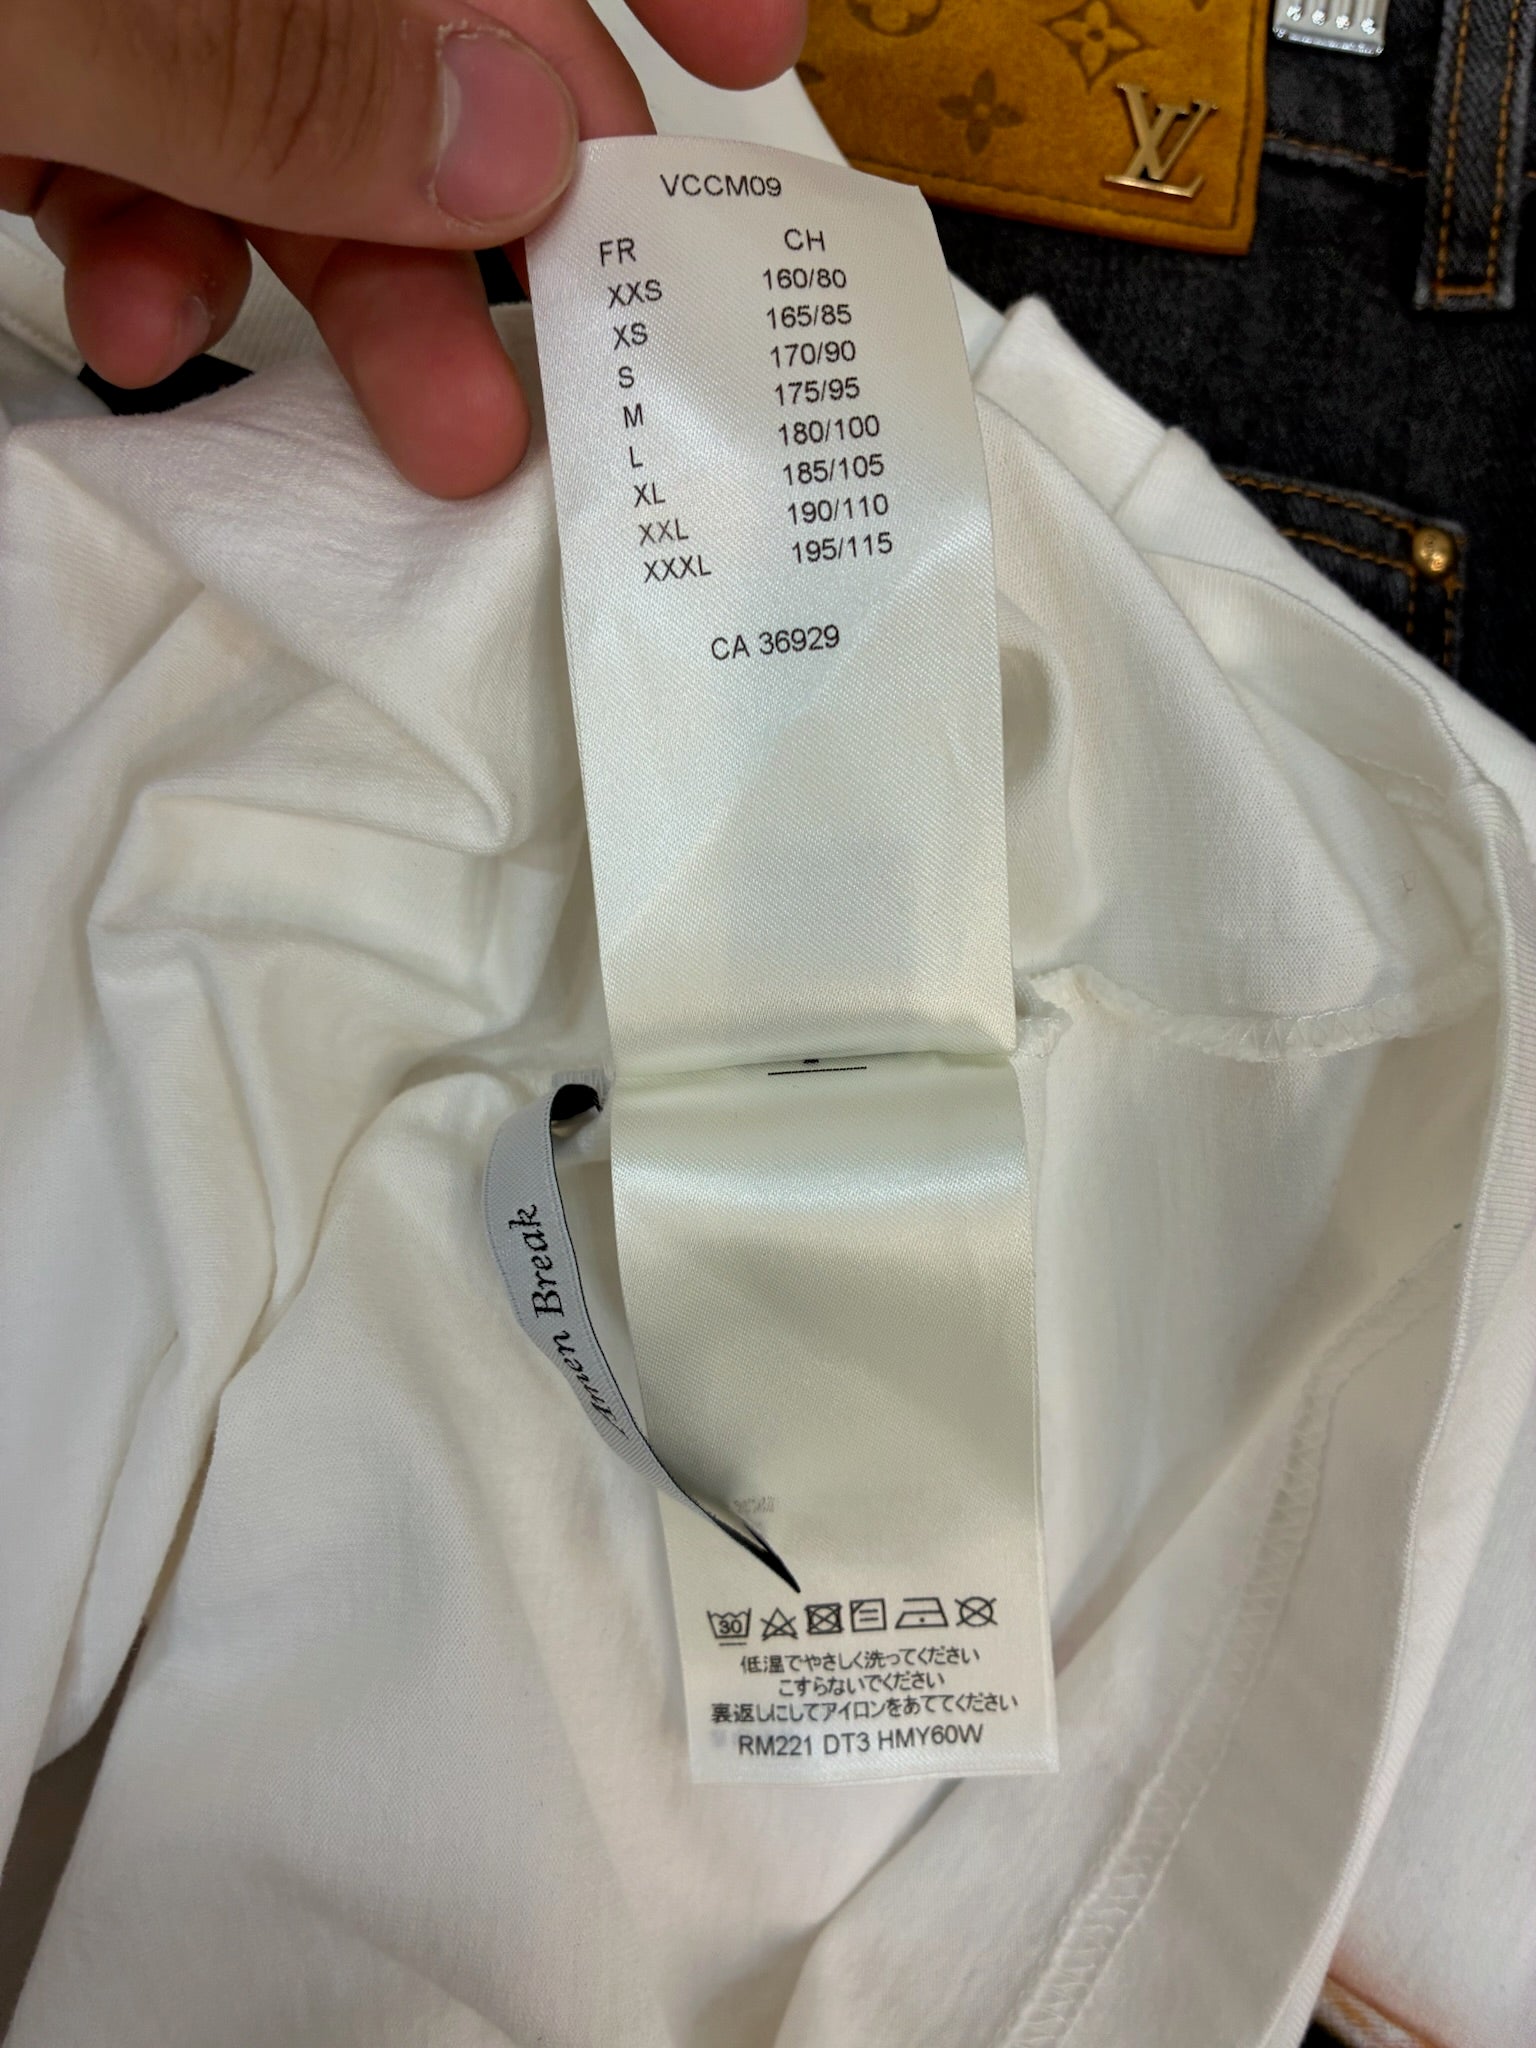 LV
VCCM09
FR CH
XXS 160/80
XS 165/85
S 170/90
M 175/95
L 180/100
XL 185/105
XXL 190/110
XXXL 195/115
CA 36929
Amen Break
30
低温でやさしく洗ってください
こすらないでください
裏返しにしてアイロンをあててください
RM221 DT3 HMY60W